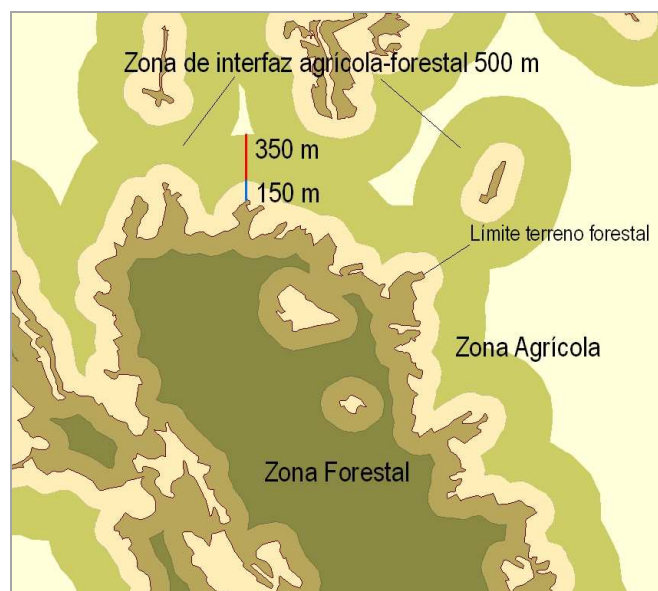 Zona de interfaz agrícola-forestal 500 m
350 m
150 m
Límite terreno forestal
Zona Agrícola
Zona Forestal